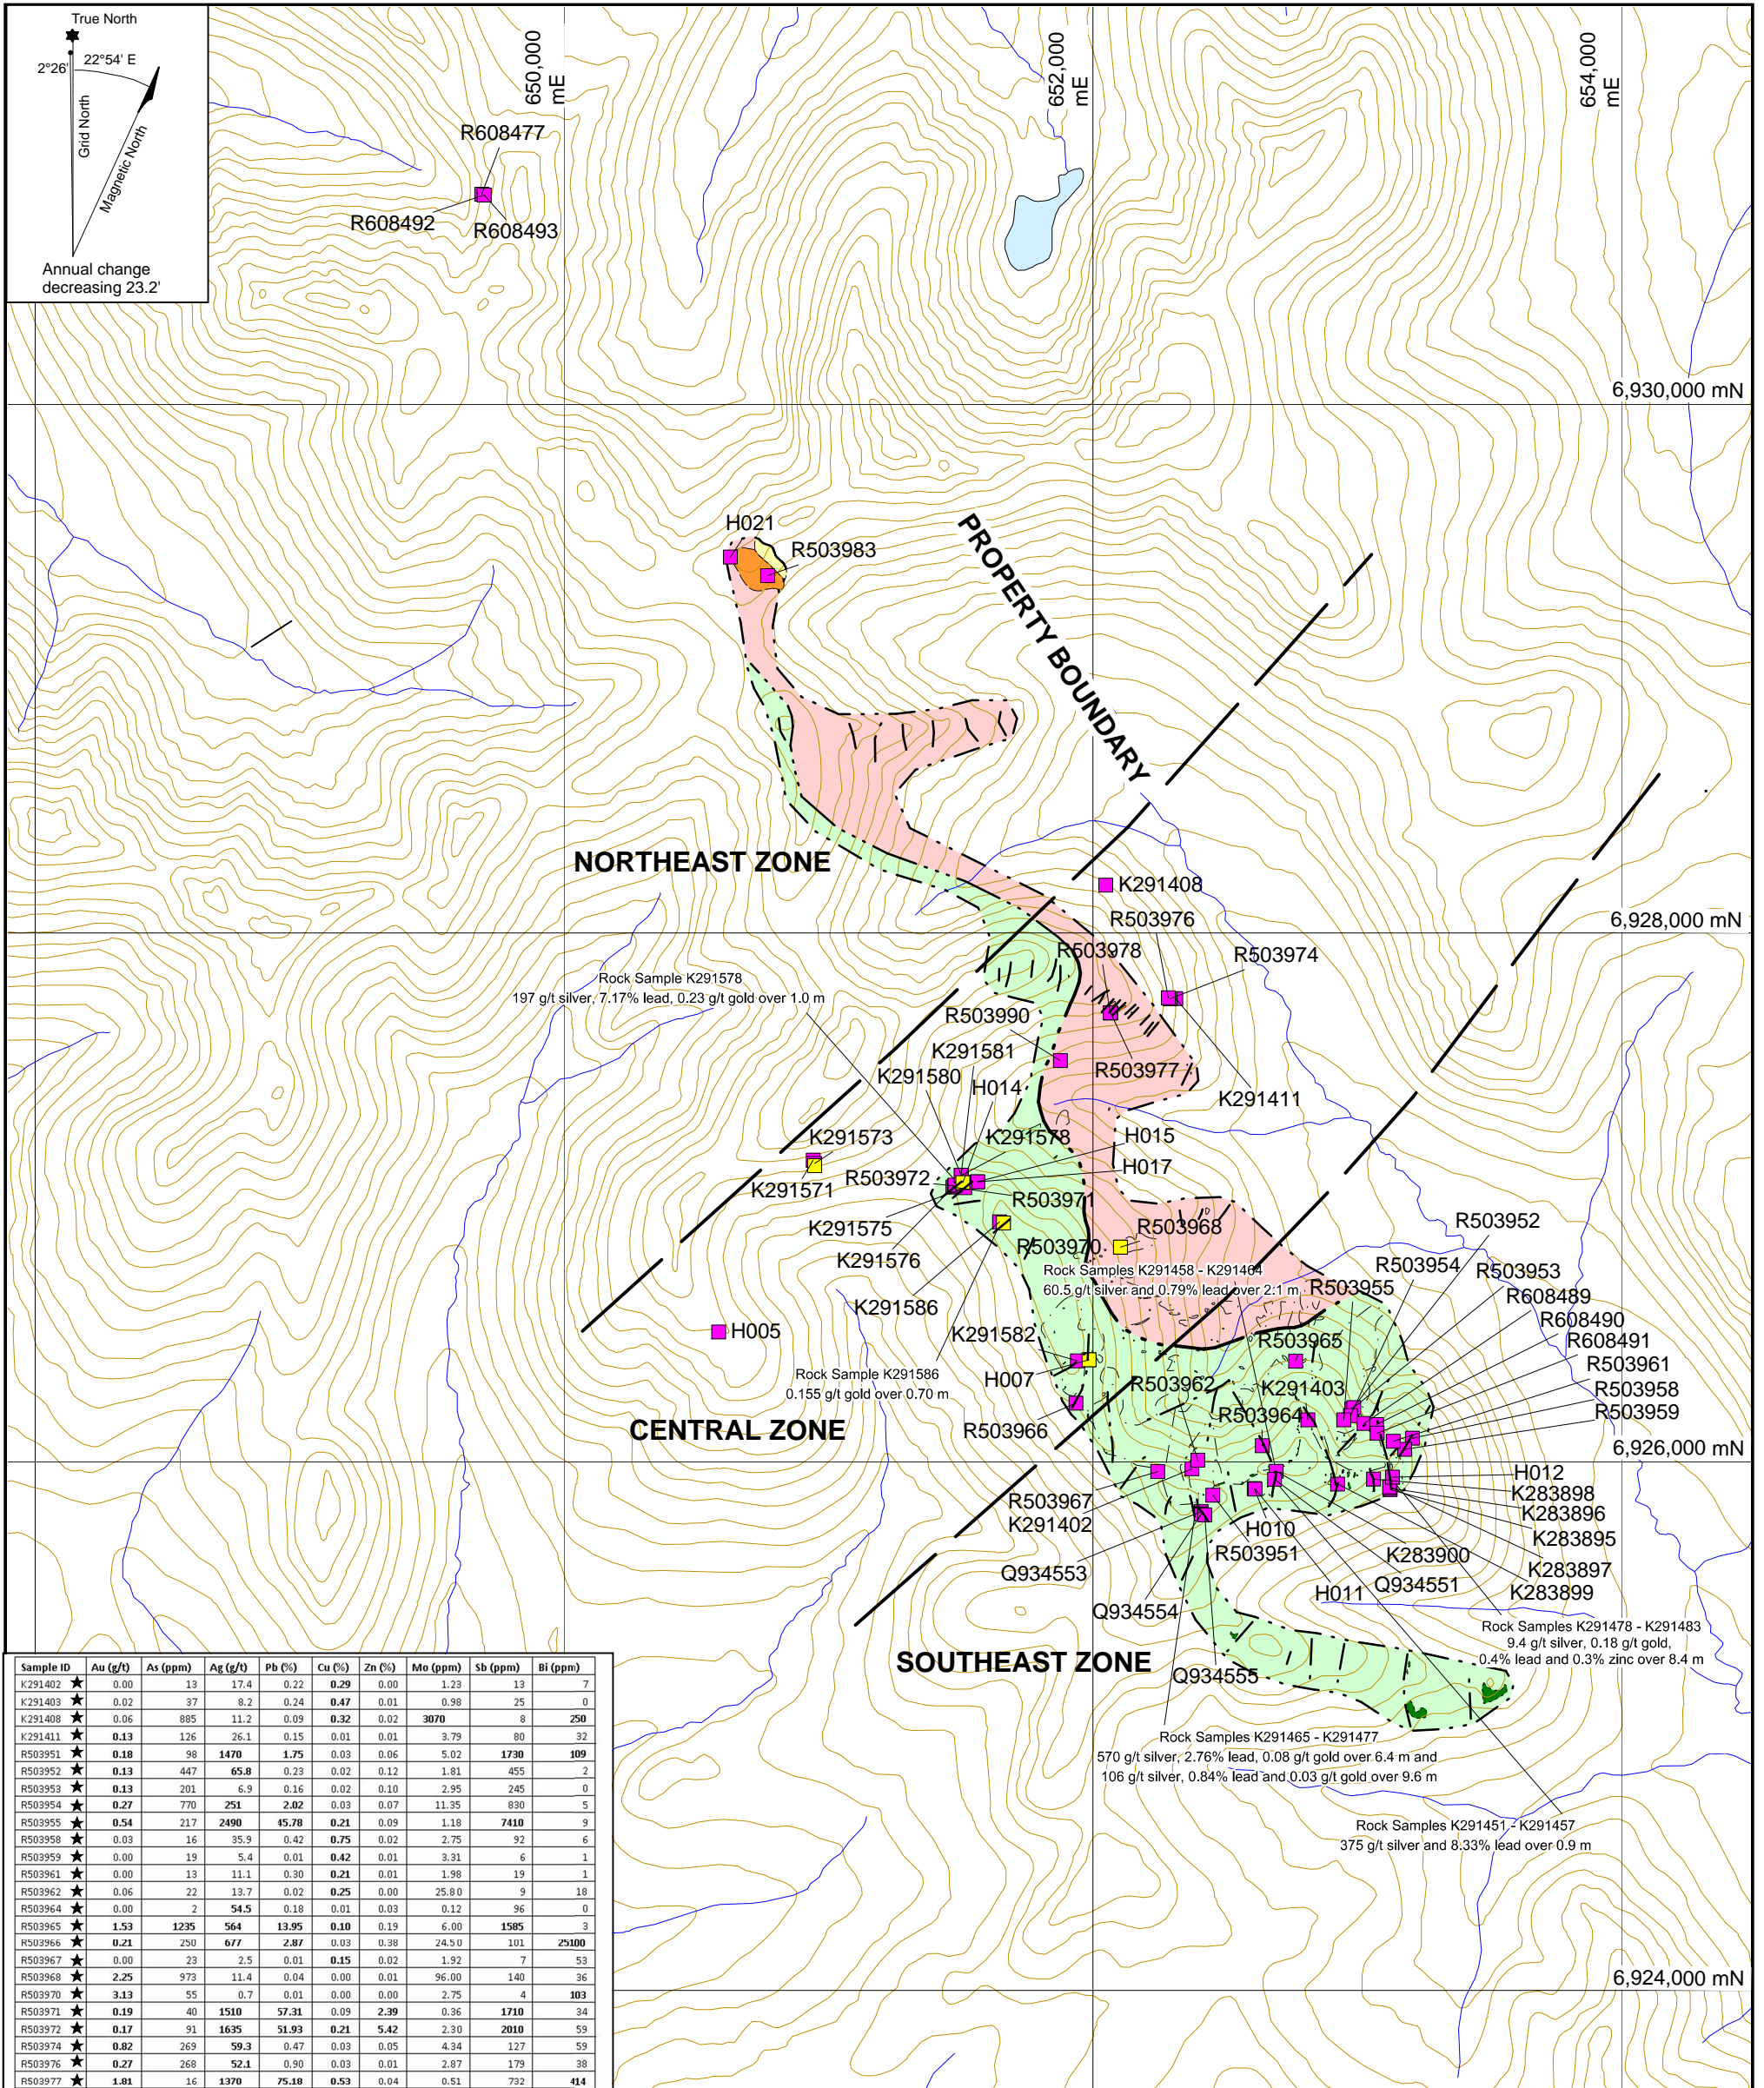 True North
2°26'
22°54' E
Grid North
Magnetic North
Annual change
decreasing 23.2'
650,000
mE
652,000
mE
654,000
mE
R608477
R608492
R608493
6,930,000 mN
H021
R503983
PROPERTY BOUNDARY
NORTHEAST ZONE
K291408
R503976
6,928,000 mN
R503978
R503974
Rock Sample K291578
197 g/t silver, 7.17% lead, 0.23 g/t gold over 1.0 m
R503990
K291581
K291580
H014
R503977
K291411
K291573
K291578
H015
H017
R503972
K291571
R503971
K291575
R503968
R503952
K291576
R503970
R503954
R503953
Rock Samples K291458 - K291464
60.5 g/t silver and 0.79% lead over 2.1 m
R503955
K291586
R608489
R608490
H005
K291582
R503965
R608491
R503961
Rock Sample K291586
0.155 g/t gold over 0.70 m
H007
R503962
K291403
R503958
R503959
R503964
CENTRAL ZONE
R503966
6,926,000 mN
H012
R503967
K283898
K291402
K283896
H010
K283895
R503951
K283900
Q934553
K283897
Q934551
K283899
H011
Q934554
Rock Samples K291478 - K291483
9.4 g/t silver, 0.18 g/t gold,
0.4% lead and 0.3% zinc over 8.4 m
SOUTHEAST ZONE
Q934555
Rock Samples K291465 - K291477
570 g/t silver, 2.76% lead, 0.08 g/t gold over 6.4 m and
106 g/t silver, 0.84% lead and 0.03 g/t gold over 9.6 m
Rock Samples K291451 - K291457
375 g/t silver and 8.33% lead over 0.9 m
6,924,000 mN
Sample ID Au (g/t) As (ppm) Ag (g/t) Pb (%) Cu (%) Zn (%) Mo (ppm) Sb (ppm) Bi (ppm)
K291402 ★ 0.00 13 17.4 0.22 0.29 0.00 1.23 13 7
K291403 ★ 0.02 37 8.2 0.24 0.47 0.01 0.98 25 0
K291408 ★ 0.06 885 11.2 0.09 0.32 0.02 3070 8 250
K291411 ★ 0.13 126 26.1 0.15 0.01 0.01 3.79 80 32
R503951 ★ 0.18 98 1470 1.75 0.03 0.06 5.02 1730 109
R503952 ★ 0.13 447 65.8 0.23 0.02 0.12 1.81 455 2
R503953 ★ 0.13 201 6.9 0.16 0.02 0.10 2.95 245 0
R503954 ★ 0.27 770 251 2.02 0.03 0.07 11.35 830 5
R503955 ★ 0.54 217 2490 45.78 0.21 0.09 1.18 7410 9
R503958 ★ 0.03 16 35.9 0.42 0.75 0.02 2.75 92 6
R503959 ★ 0.00 19 5.4 0.01 0.42 0.01 3.31 6 1
R503961 ★ 0.00 13 11.1 0.30 0.21 0.01 1.98 19 1
R503962 ★ 0.06 22 13.7 0.02 0.25 0.00 25.80 9 18
R503964 ★ 0.00 2 54.5 0.18 0.01 0.03 0.12 96 0
R503965 ★ 1.53 1235 564 13.95 0.10 0.19 6.00 1585 3
R503966 ★ 0.21 250 677 2.87 0.03 0.38 24.50 101 25100
R503967 ★ 0.00 23 2.5 0.01 0.15 0.02 1.92 7 53
R503968 ★ 2.25 973 11.4 0.04 0.00 0.01 96.00 140 36
R503970 ★ 3.13 55 0.7 0.01 0.00 0.00 2.75 4 103
R503971 ★ 0.19 40 1510 57.31 0.09 2.39 0.36 1710 34
R503972 ★ 0.17 91 1635 51.93 0.21 5.42 2.30 2010 59
R503974 ★ 0.82 269 59.3 0.47 0.03 0.05 4.34 127 59
R503976 ★ 0.27 268 52.1 0.90 0.03 0.01 2.87 179 38
R503977 ★ 1.81 16 1370 75.18 0.53 0.04 0.51 732 414